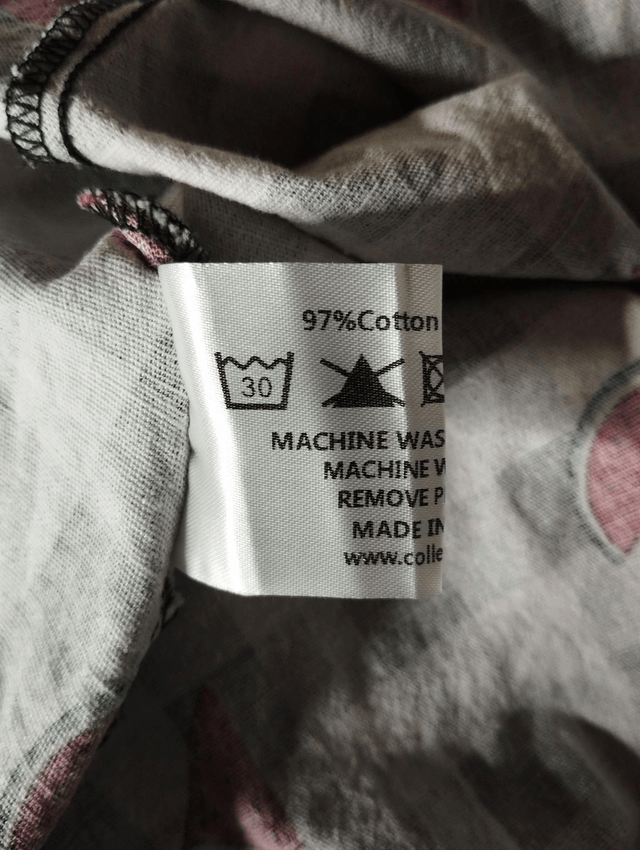 97%Cotton
30
MACHINE WAS
MACHINE W
REMOVE P
MADE IN
www.colle